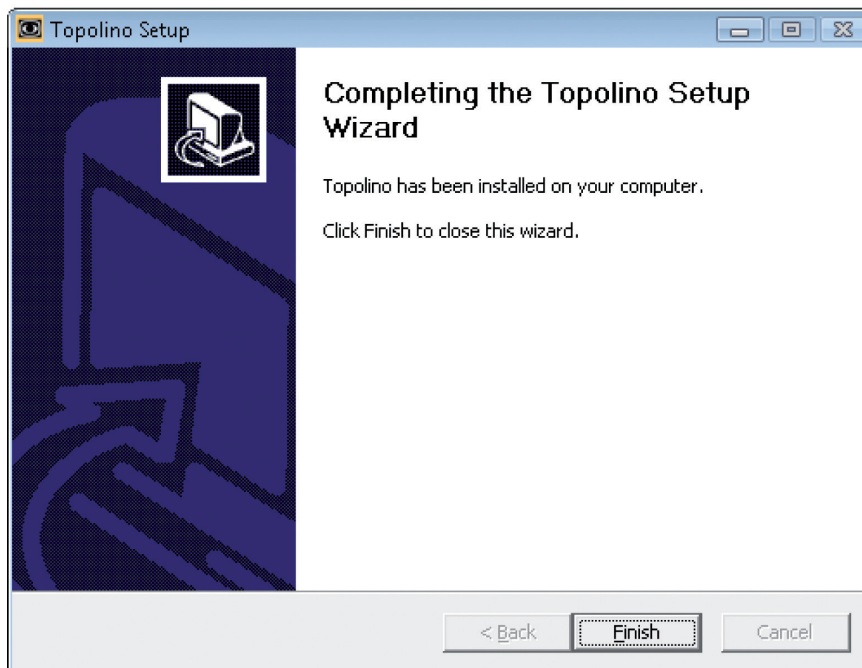 Topolino Setup
Completing the Topolino Setup
Wizard
Topolino has been installed on your computer.
Click Finish to close this wizard.
< Back
Finish
Cancel